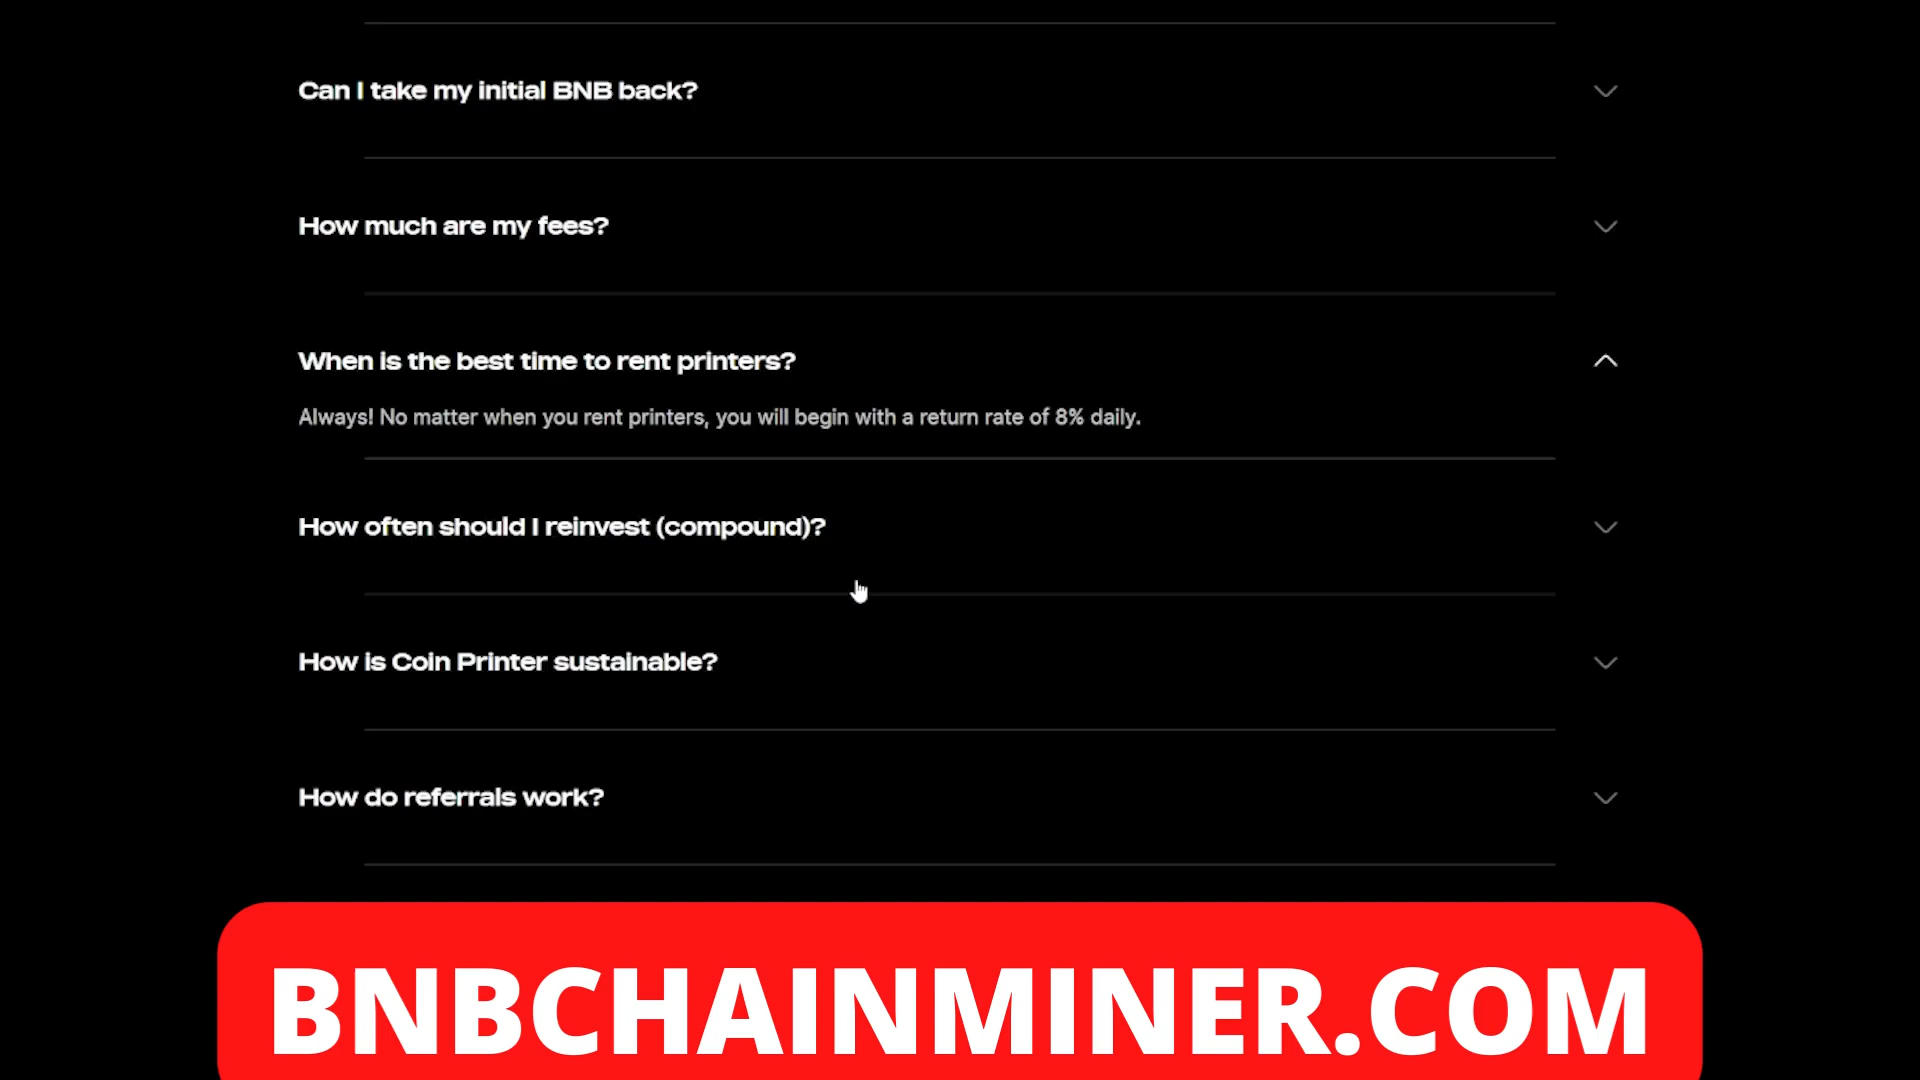 Can I take my initial BNB back?
How much are my fees?
When is the best time to rent printers?
Always! No matter when you rent printers, you will begin with a return rate of 8% daily.
How often should I reinvest (compound)?
How is Coin Printer sustainable?
How do referrals work?
BNBCHAINMINER.COM